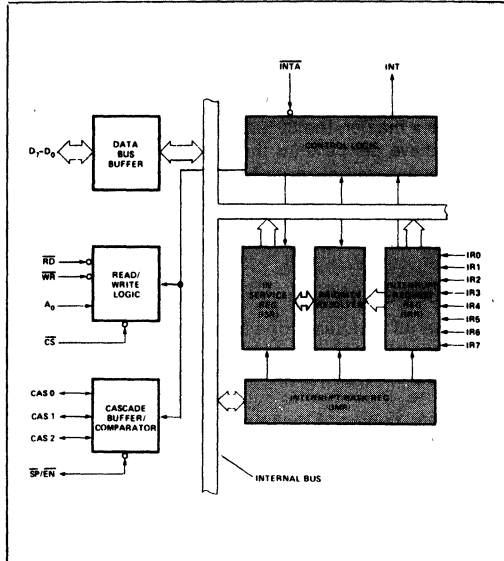 INTA
INT
CONTROL LOGIC
D7-D0
DATA
BUS
BUFFER
RD
WR
A0
CS
READ/
WRITE
LOGIC
IN
SERVICE
REG
(ISR)
PRIORITY
RESOLVER
INTERRUPT
REQUEST
REG
(IRR)
IR0
IR1
IR2
IR3
IR4
IR5
IR6
IR7
CAS 0
CAS 1
CAS 2
SP/EN
CASCADE
BUFFER/
COMPARATOR
INTERRUPT MASK REG
(IMR)
INTERNAL BUS